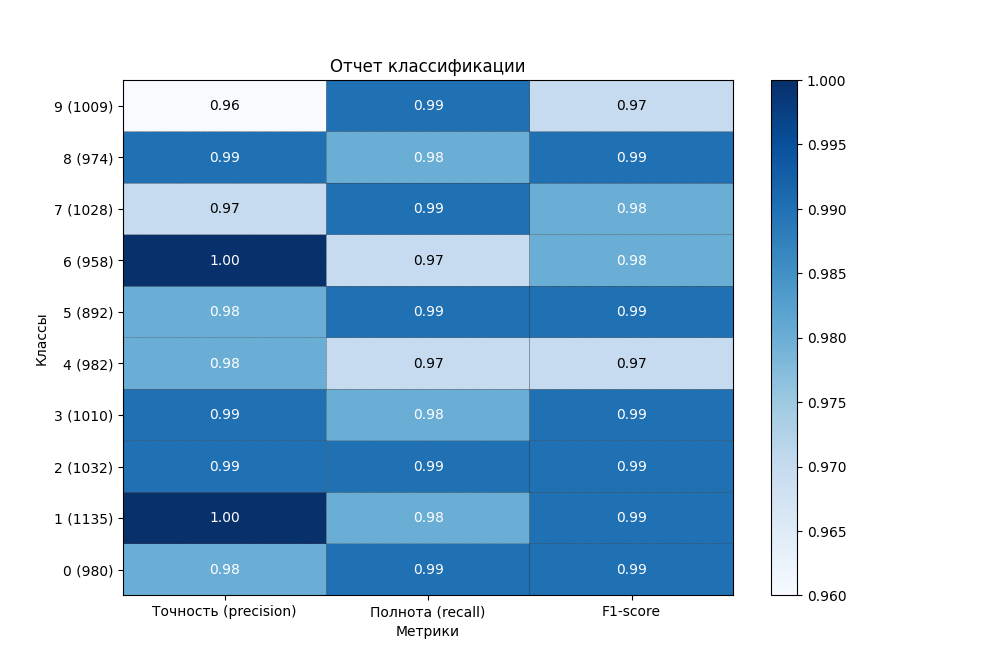 Отчет классификации
Классы
9 (1009) 0.96 0.99 0.97
8 (974) 0.99 0.98 0.99
7 (1028) 0.97 0.99 0.98
6 (958) 1.00 0.97 0.98
5 (892) 0.98 0.99 0.99
4 (982) 0.98 0.97 0.97
3 (1010) 0.99 0.98 0.99
2 (1032) 0.99 0.99 0.99
1 (1135) 1.00 0.98 0.99
0 (980) 0.98 0.99 0.99
Точность (precision) Полнота (recall) F1-score
Метрики
1.000
0.995
0.990
0.985
0.980
0.975
0.970
0.965
0.960